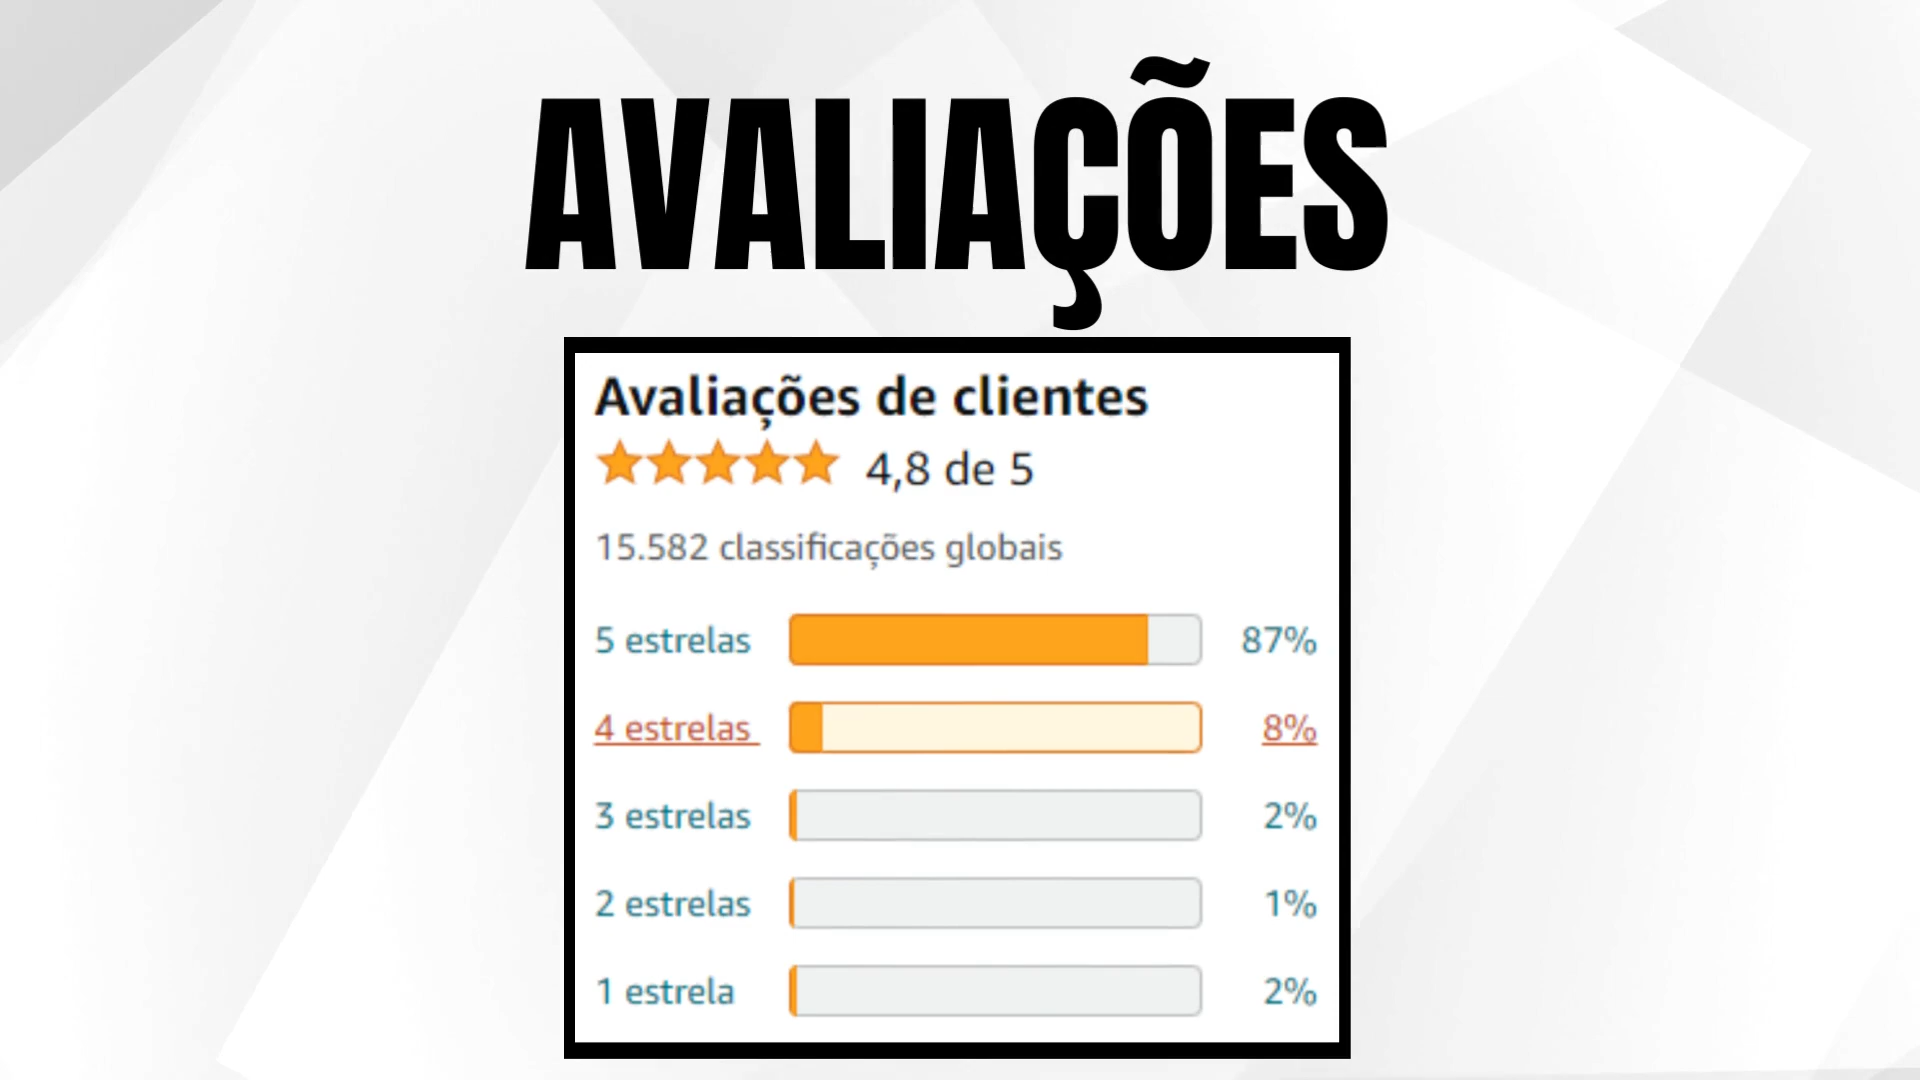 AVALIAÇÕES
Avaliações de clientes
4,8 de 5
15.582 classificações globais
5 estrelas 87%
4 estrelas 8%
3 estrelas 2%
2 estrelas 1%
1 estrela 2%